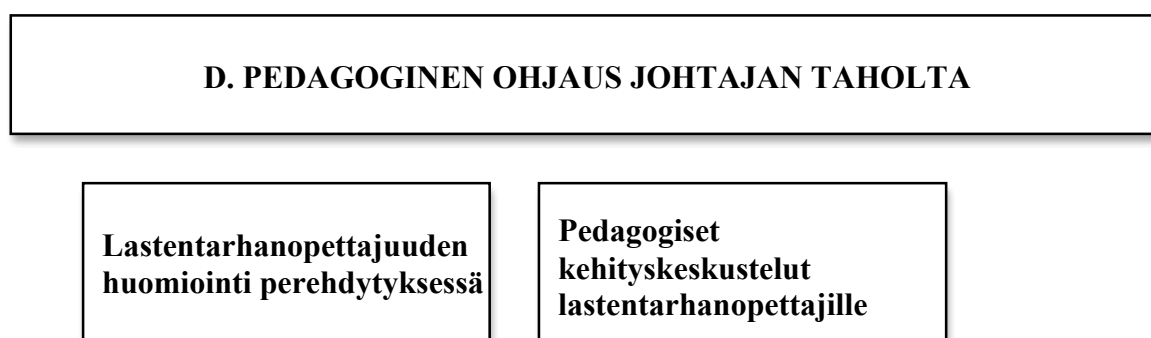 D. PEDAGOGINEN OHJAUS JOHTAJAN TAHOLTA
Lastentarhanopettajuuden
huomiointi perehdytyksessä
Pedagogiset
kehityskeskustelut
lastentarhanopettajille